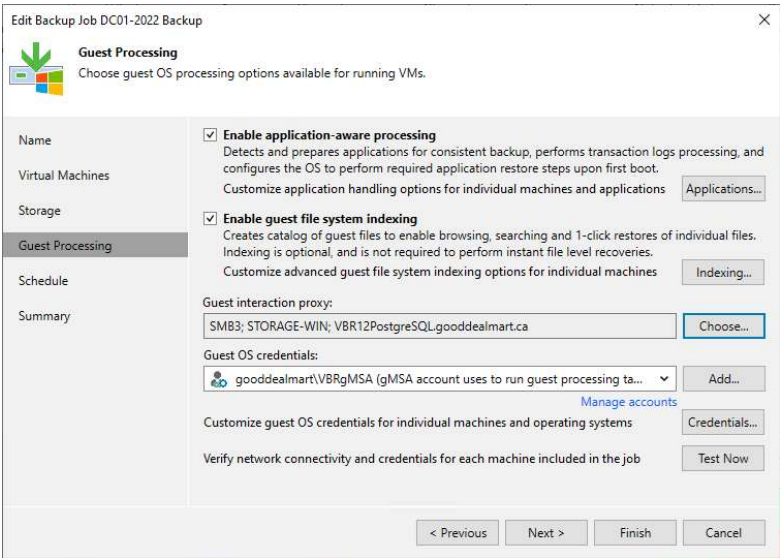 Edit Backup Job DC01-2022 Backup
Guest Processing
Choose guest OS processing options available for running VMs.
Name
Virtual Machines
Storage
Guest Processing
Schedule
Summary
Enable application-aware processing
Detects and prepares applications for consistent backup, performs transaction logs processing, and
configures the OS to perform required application restore steps upon first boot.
Customize application handling options for individual machines and applications
Applications...
Enable guest file system indexing
Creates catalog of guest files to enable browsing, searching and 1-click restores of individual files.
Indexing is optional, and is not required to perform instant file level recoveries.
Customize advanced guest file system indexing options for individual machines
Indexing...
Guest interaction proxy:
SMB3; STORAGE-WIN; VBR12PostgreSQL.gooddealmart.ca
Choose...
Guest OS credentials:
gooddealmart\VBRgMSA (gMSA account uses to run guest processing ta...
Add...
Manage accounts
Customize guest OS credentials for individual machines and operating systems
Credentials...
Verify network connectivity and credentials for each machine included in the job
Test Now
< Previous
Next >
Finish
Cancel